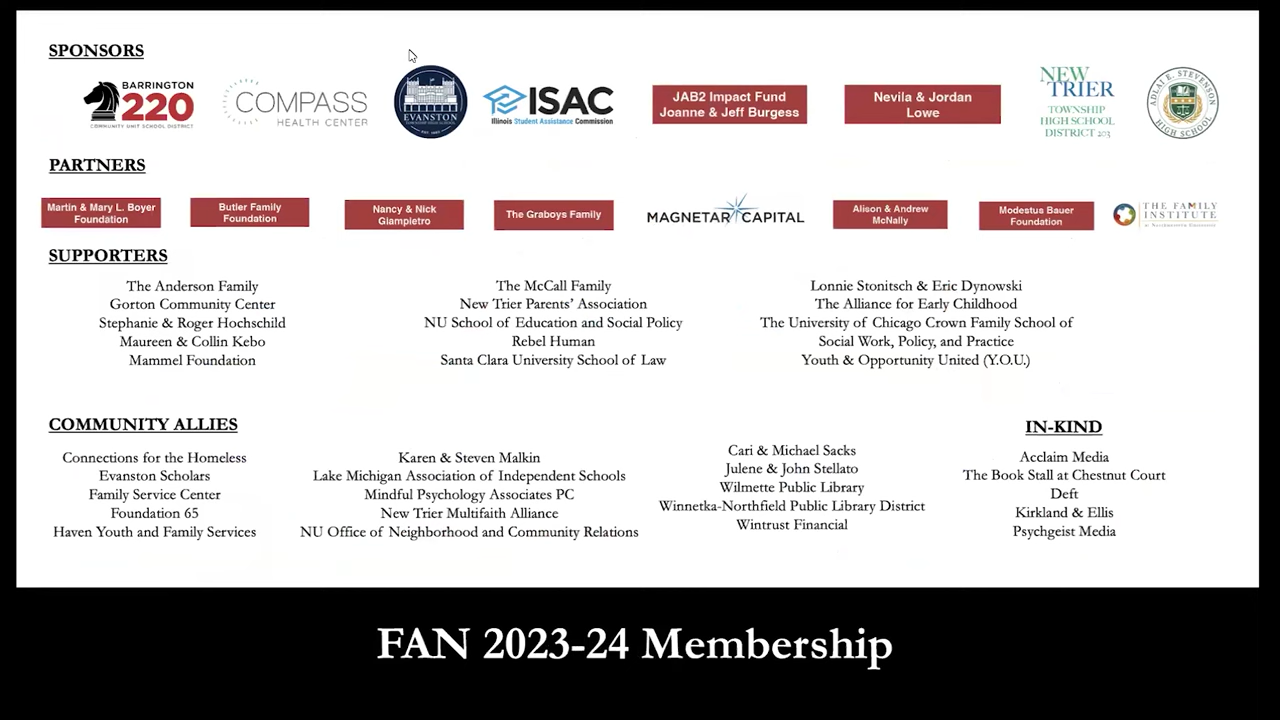 SPONSORS
BARRINGTON
220
COMMUNITY UNIT SCHOOL DISTRICT
COMPASS
HEALTH CENTER
EVANSTON
ISAC
Illinois Student Assistance Commission
JAB2 Impact Fund
Joanne & Jeff Burgess
Nevila & Jordan
Lowe
NEW
TRIER
TOWNSHIP
HIGH SCHOOL
DISTRICT 203
ADLAI E. STEVENSON
HIGH SCHOOL
PARTNERS
Martin & Mary L. Boyer
Foundation
Butler Family
Foundation
Nancy & Nick
Giampietro
The Graboys Family
MAGNETAR CAPITAL
Alison & Andrew
McNally
Modestus Bauer
Foundation
THE FAMILY
INSTITUTE
SUPPORTERS
The Anderson Family
Gorton Community Center
Stephanie & Roger Hochschild
Maureen & Collin Kebo
Mammel Foundation
The McCall Family
New Trier Parents' Association
NU School of Education and Social Policy
Rebel Human
Santa Clara University School of Law
Lonnie Stonitsch & Eric Dynowski
The Alliance for Early Childhood
The University of Chicago Crown Family School of
Social Work, Policy, and Practice
Youth & Opportunity United (Y.O.U.)
COMMUNITY ALLIES
Connections for the Homeless
Evanston Scholars
Family Service Center
Foundation 65
Haven Youth and Family Services
Karen & Steven Malkin
Lake Michigan Association of Independent Schools
Mindful Psychology Associates PC
New Trier Multifaith Alliance
NU Office of Neighborhood and Community Relations
Cari & Michael Sacks
Julene & John Stellato
Wilmette Public Library
Winnetka-Northfield Public Library District
Wintrust Financial
IN-KIND
Acclaim Media
The Book Stall at Chestnut Court
Deft
Kirkland & Ellis
Psychgeist Media
FAN 2023-24 Membership